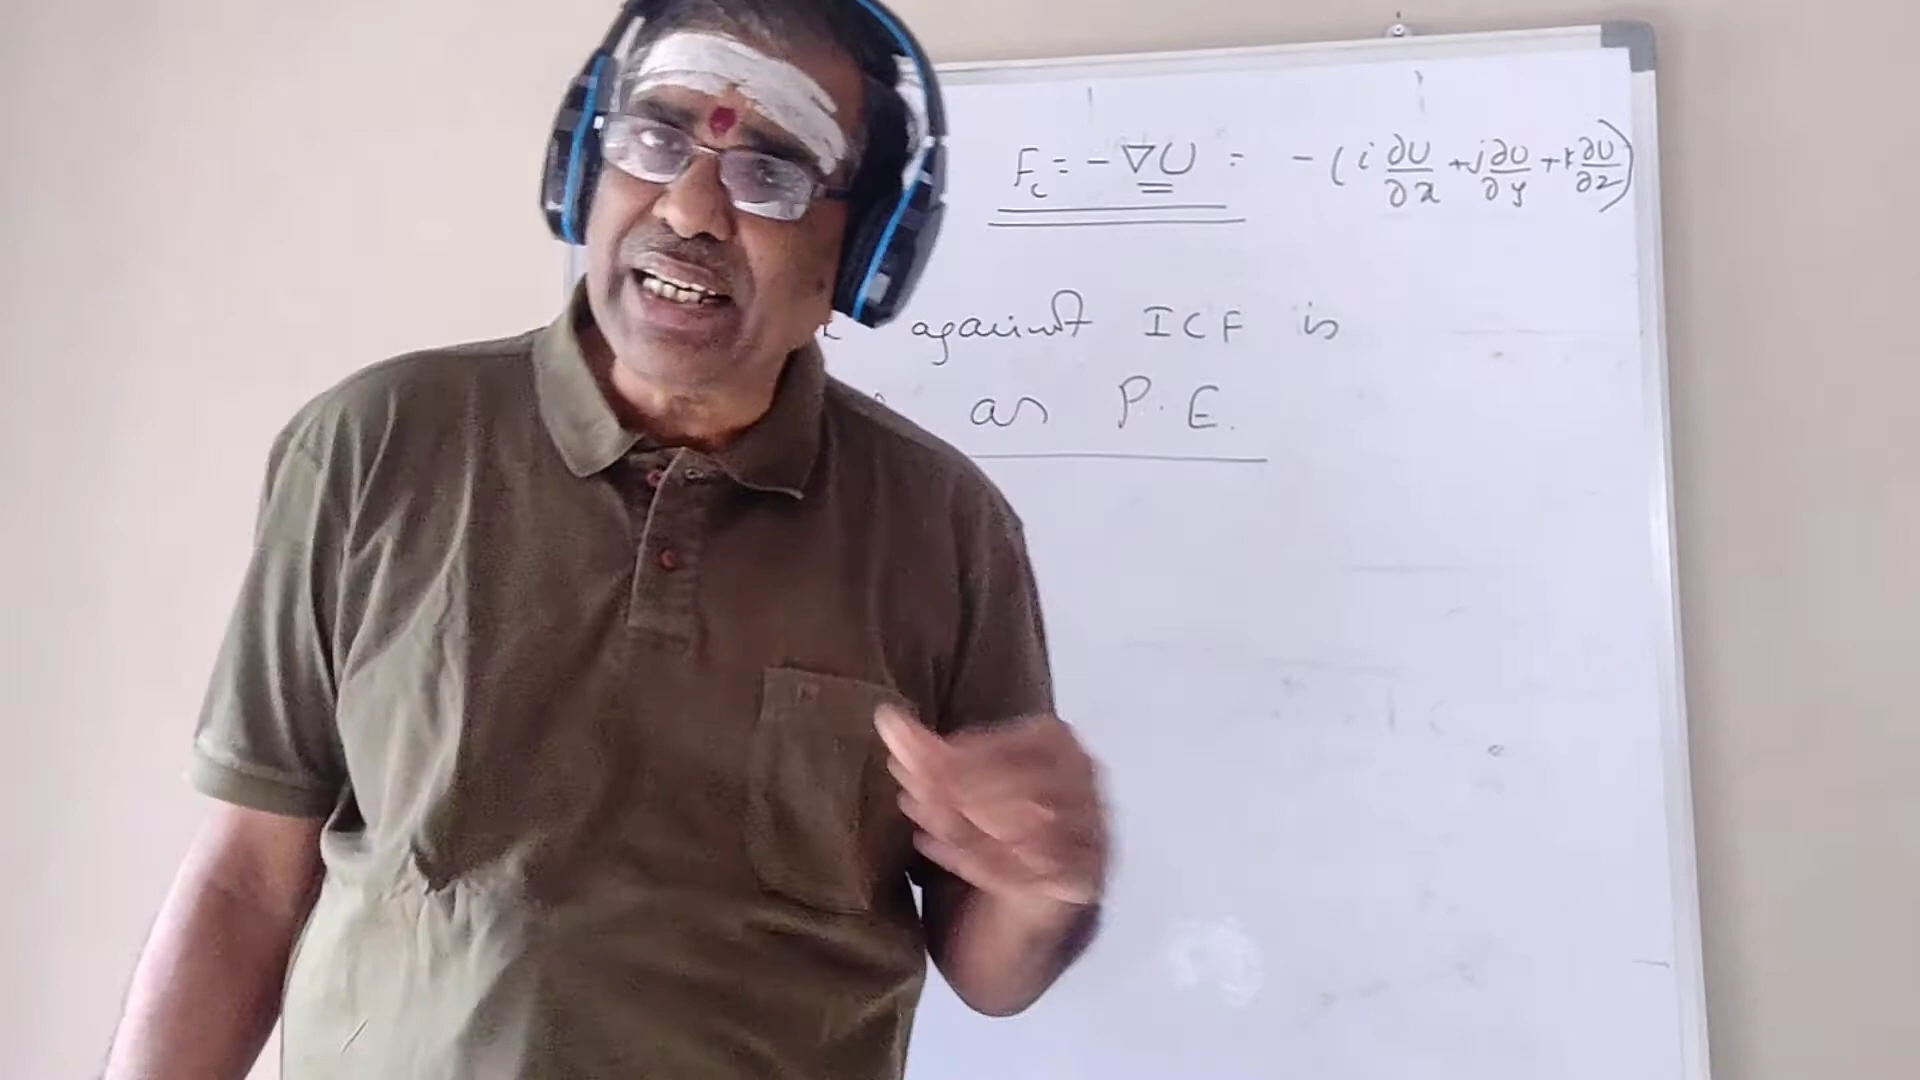 F_c = -∇U = -(i ∂U/∂x + j ∂U/∂y + k ∂U/∂z)
against ICF is
as P.E.